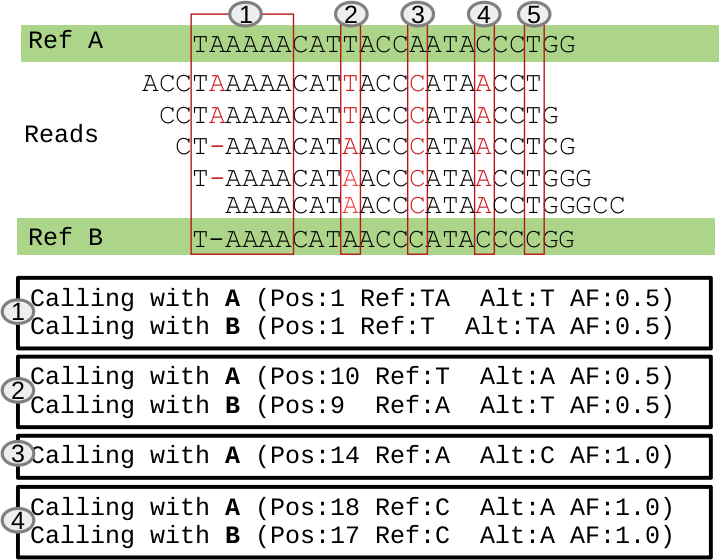 1 2 3 4 5
Ref A TAAAAACATTACCAATACCCTGG
ACCTAAAAACATTACCCATAACCT
CCTAAAAACATTACCCATAACCTG
Reads
CT-AAAACATAACCCATAACCTCG
T-AAAACATAACCCATAACCTGGG
AAAACATAACCCATAACCTGGGCC
Ref B T-AAAACATAACCCATACCCCGG
1
Calling with A (Pos:1 Ref:TA Alt:T AF:0.5)
Calling with B (Pos:1 Ref:T Alt:TA AF:0.5)
2
Calling with A (Pos:10 Ref:T Alt:A AF:0.5)
Calling with B (Pos:9 Ref:A Alt:T AF:0.5)
3
Calling with A (Pos:14 Ref:A Alt:C AF:1.0)
4
Calling with A (Pos:18 Ref:C Alt:A AF:1.0)
Calling with B (Pos:17 Ref:C Alt:A AF:1.0)